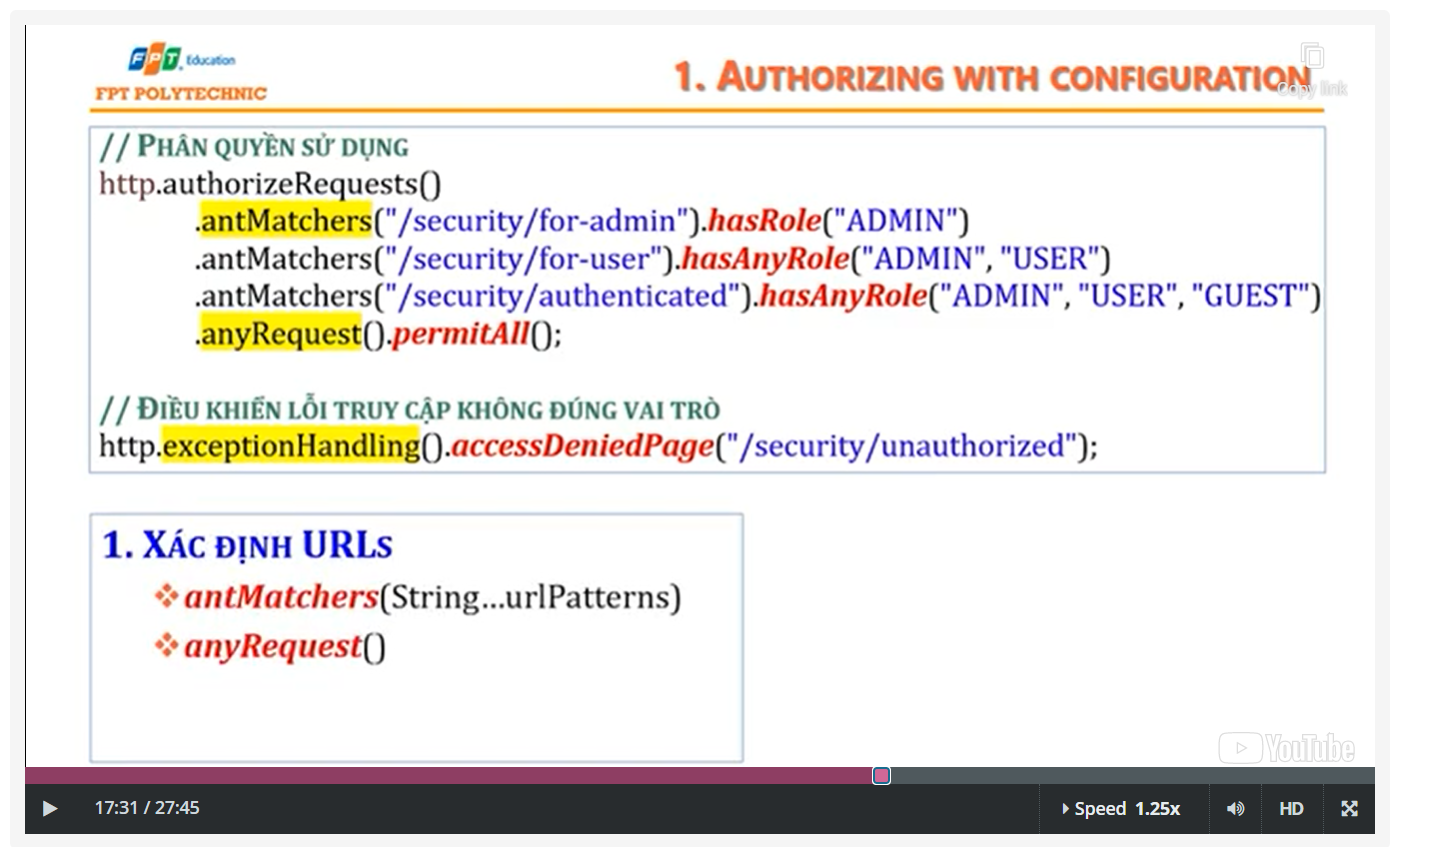 FPT. Education
FPT POLYTECHNIC
1. AUTHORIZING WITH CONFIGURATION
Copy link
// PHÂN QUYỀN SỬ DỤNG
http.authorizeRequests()
.antMatchers("/security/for-admin").hasRole("ADMIN")
.antMatchers("/security/for-user").hasAnyRole("ADMIN", "USER")
.antMatchers("/security/authenticated").hasAnyRole("ADMIN", "USER", "GUEST")
.anyRequest().permitAll();
// ĐIỀU KHIỂN LỖI TRUY CẬP KHÔNG ĐÚNG VAI TRÒ
http.exceptionHandling().accessDeniedPage("/security/unauthorized");
1. XÁC ĐỊNH URLS
❖ antMatchers(String...urlPatterns)
❖ anyRequest()
YouTube
17:31 / 27:45
Speed 1.25x
HD